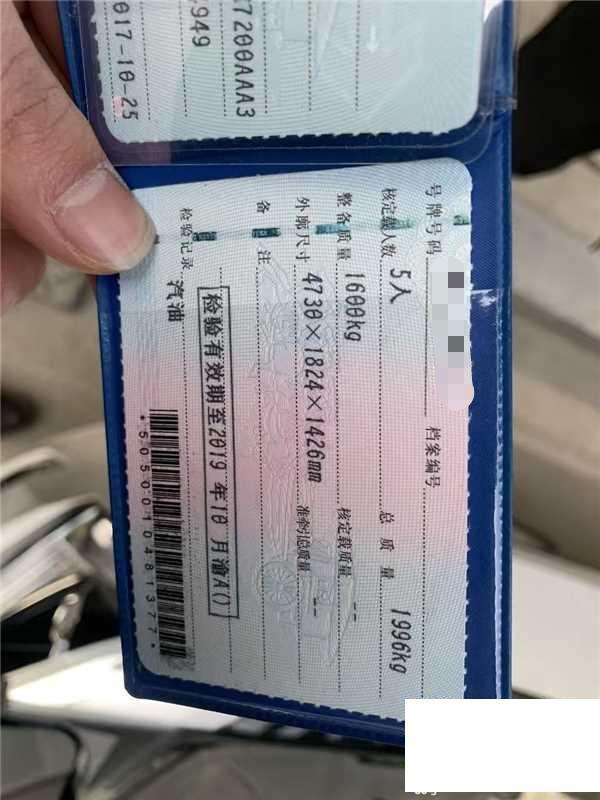 7200AAA3
949
2017-10-25
号牌号码 档案编号
核定载人数 5人 总质量 1996kg
整备质量 1600kg 核定载质量 --
外廓尺寸 4730×1824×1426mm 准牵引总质量 --
备注
检验有效期至2019 年10 月渝A()
检验记录 汽油
*5050010481377*